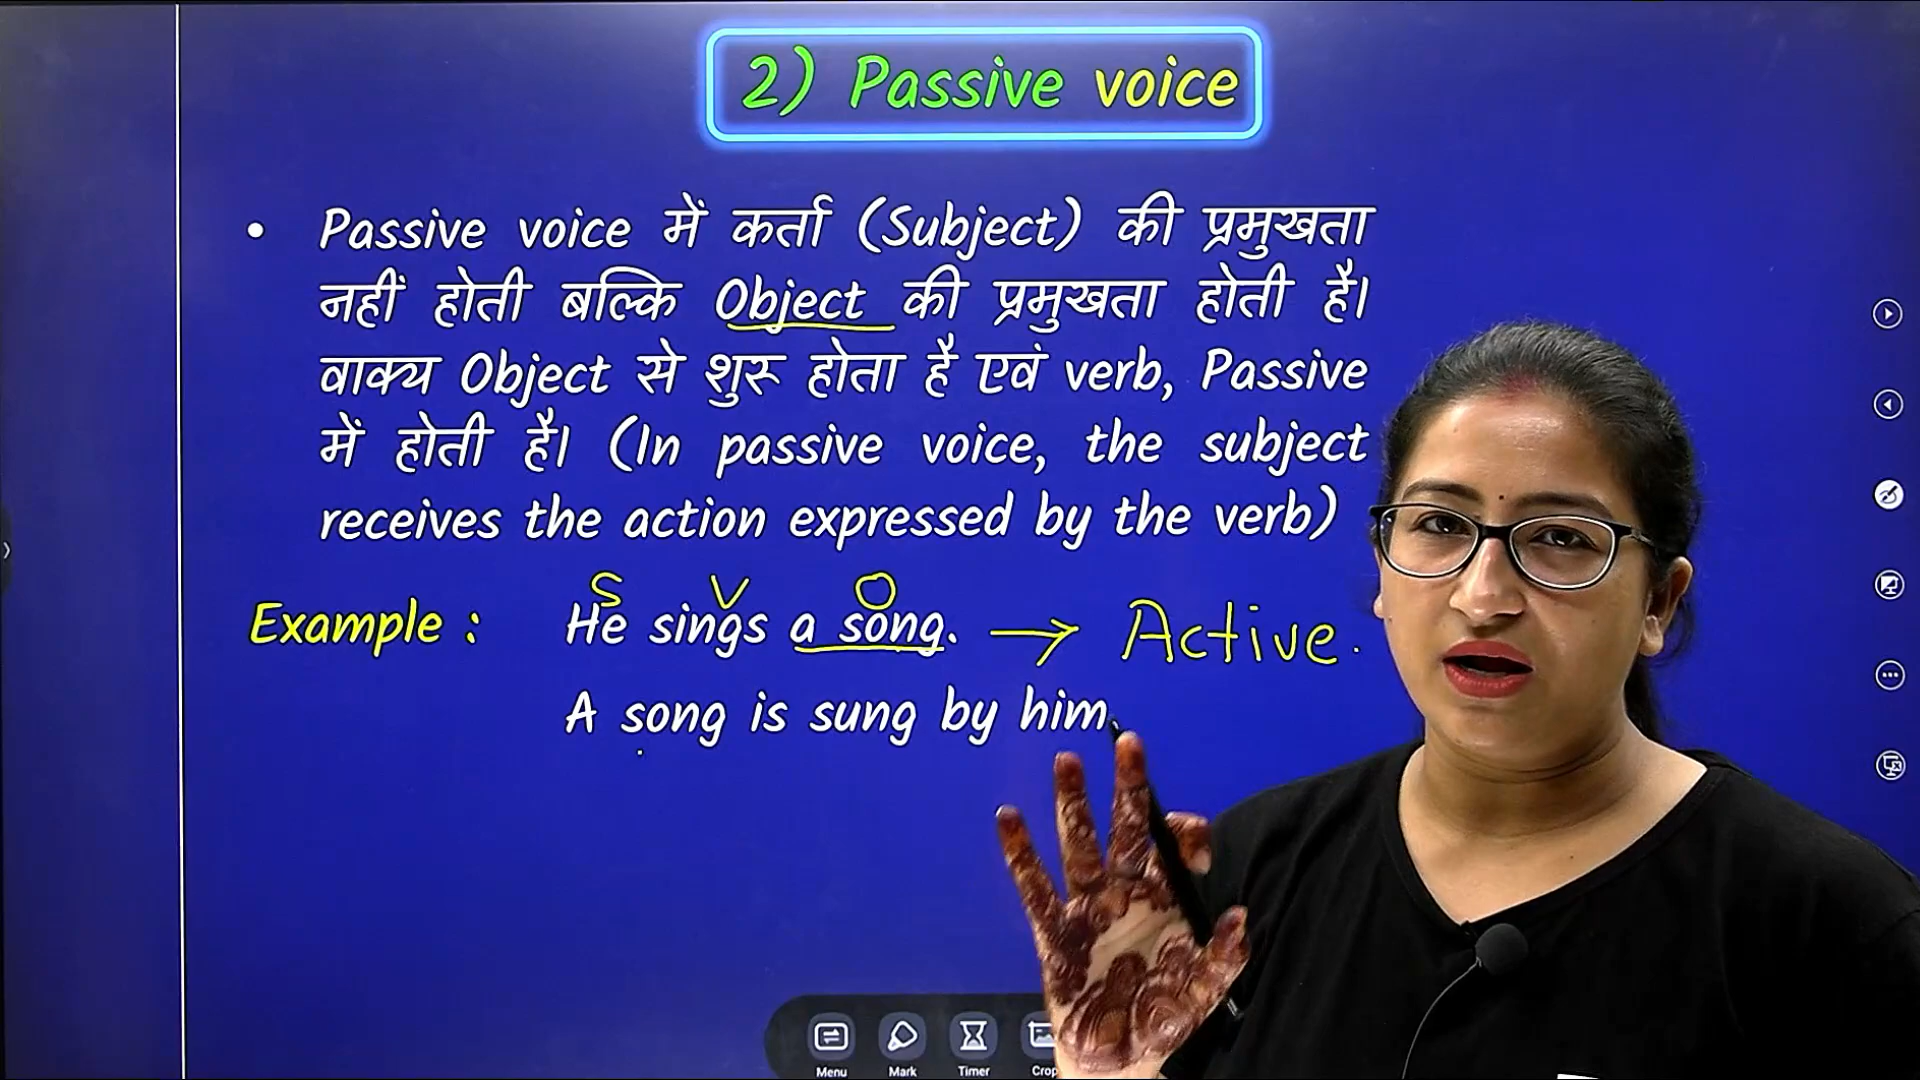 2) Passive voice
• Passive voice में कर्ता (Subject) की प्रमुखता
नहीं होती बल्कि Object की प्रमुखता होती है।
वाक्य Object से शुरू होता है एवं verb, Passive
में होती है। (In passive voice, the subject
receives the action expressed by the verb)
S V O
Example : He sings a song. → Active.
A song is sung by him.
Menu Mark Timer Crop